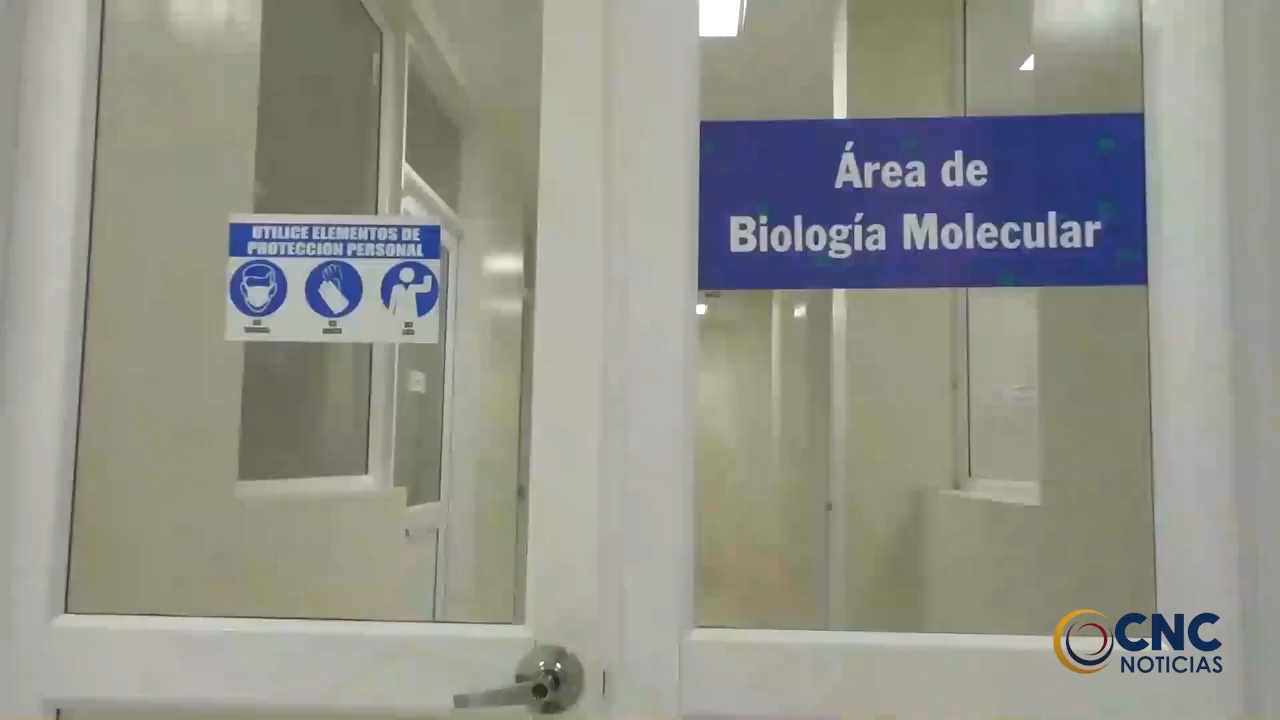 UTILICE ELEMENTOS DE
PROTECCION PERSONAL
Área de
Biología Molecular
CNC
NOTICIAS